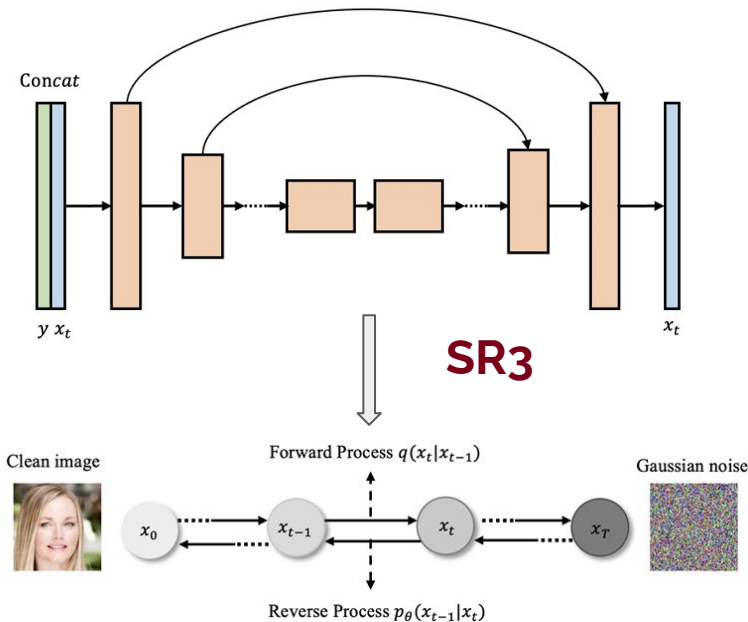 Concat
y x_t
x_t
SR3
Forward Process q(x_t|x_{t−1})
Clean image
Gaussian noise
x_0
x_{t−1}
x_t
x_T
Reverse Process p_θ(x_{t−1}|x_t)